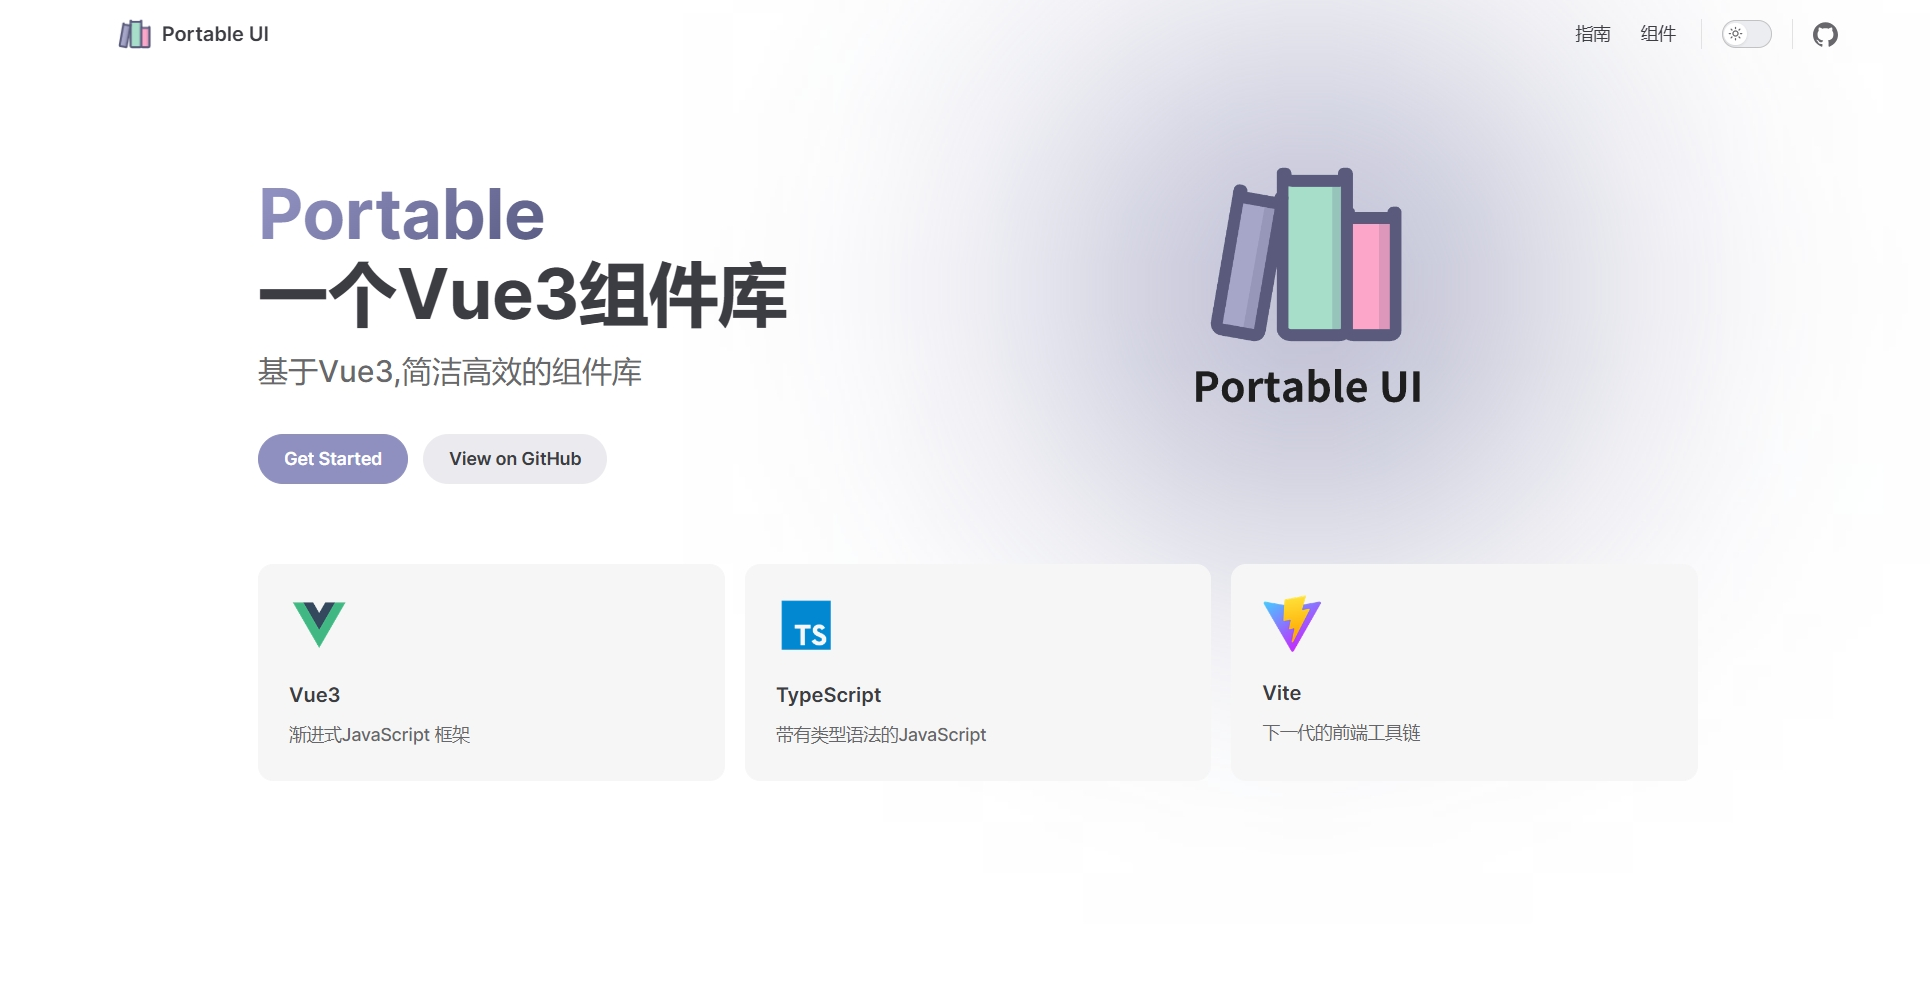 Portable UI
指南
组件
Portable
一个Vue3组件库
基于Vue3,简洁高效的组件库
Get Started
View on GitHub
Portable UI
Vue3
渐进式JavaScript 框架
TS
TypeScript
带有类型语法的JavaScript
Vite
下一代的前端工具链